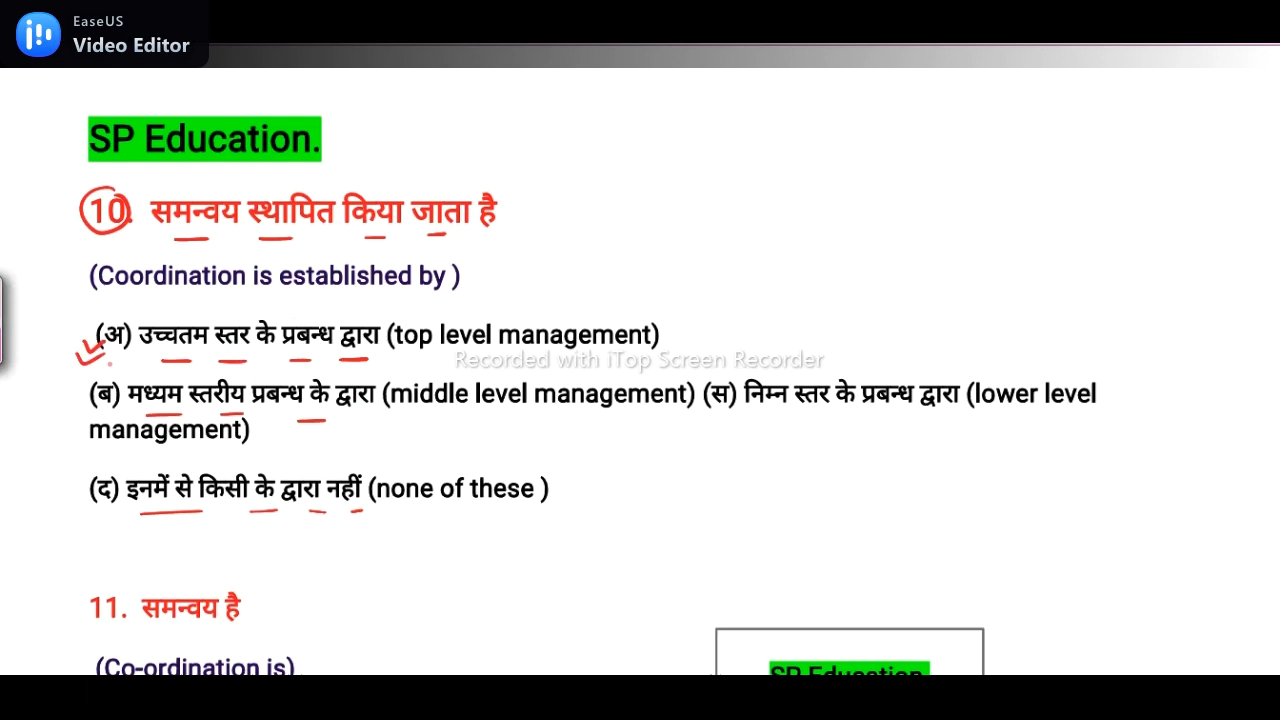 EaseUS
Video Editor
SP Education.
10. समन्वय स्थापित किया जाता है
(Coordination is established by )
(अ) उच्चतम स्तर के प्रबन्ध द्वारा (top level management)
Recorded with iTop Screen Recorder
(ब) मध्यम स्तरीय प्रबन्ध के द्वारा (middle level management) (स) निम्न स्तर के प्रबन्ध द्वारा (lower level
management)
(द) इनमें से किसी के द्वारा नहीं (none of these )
11. समन्वय है
(Co-ordination is)
SP Education.